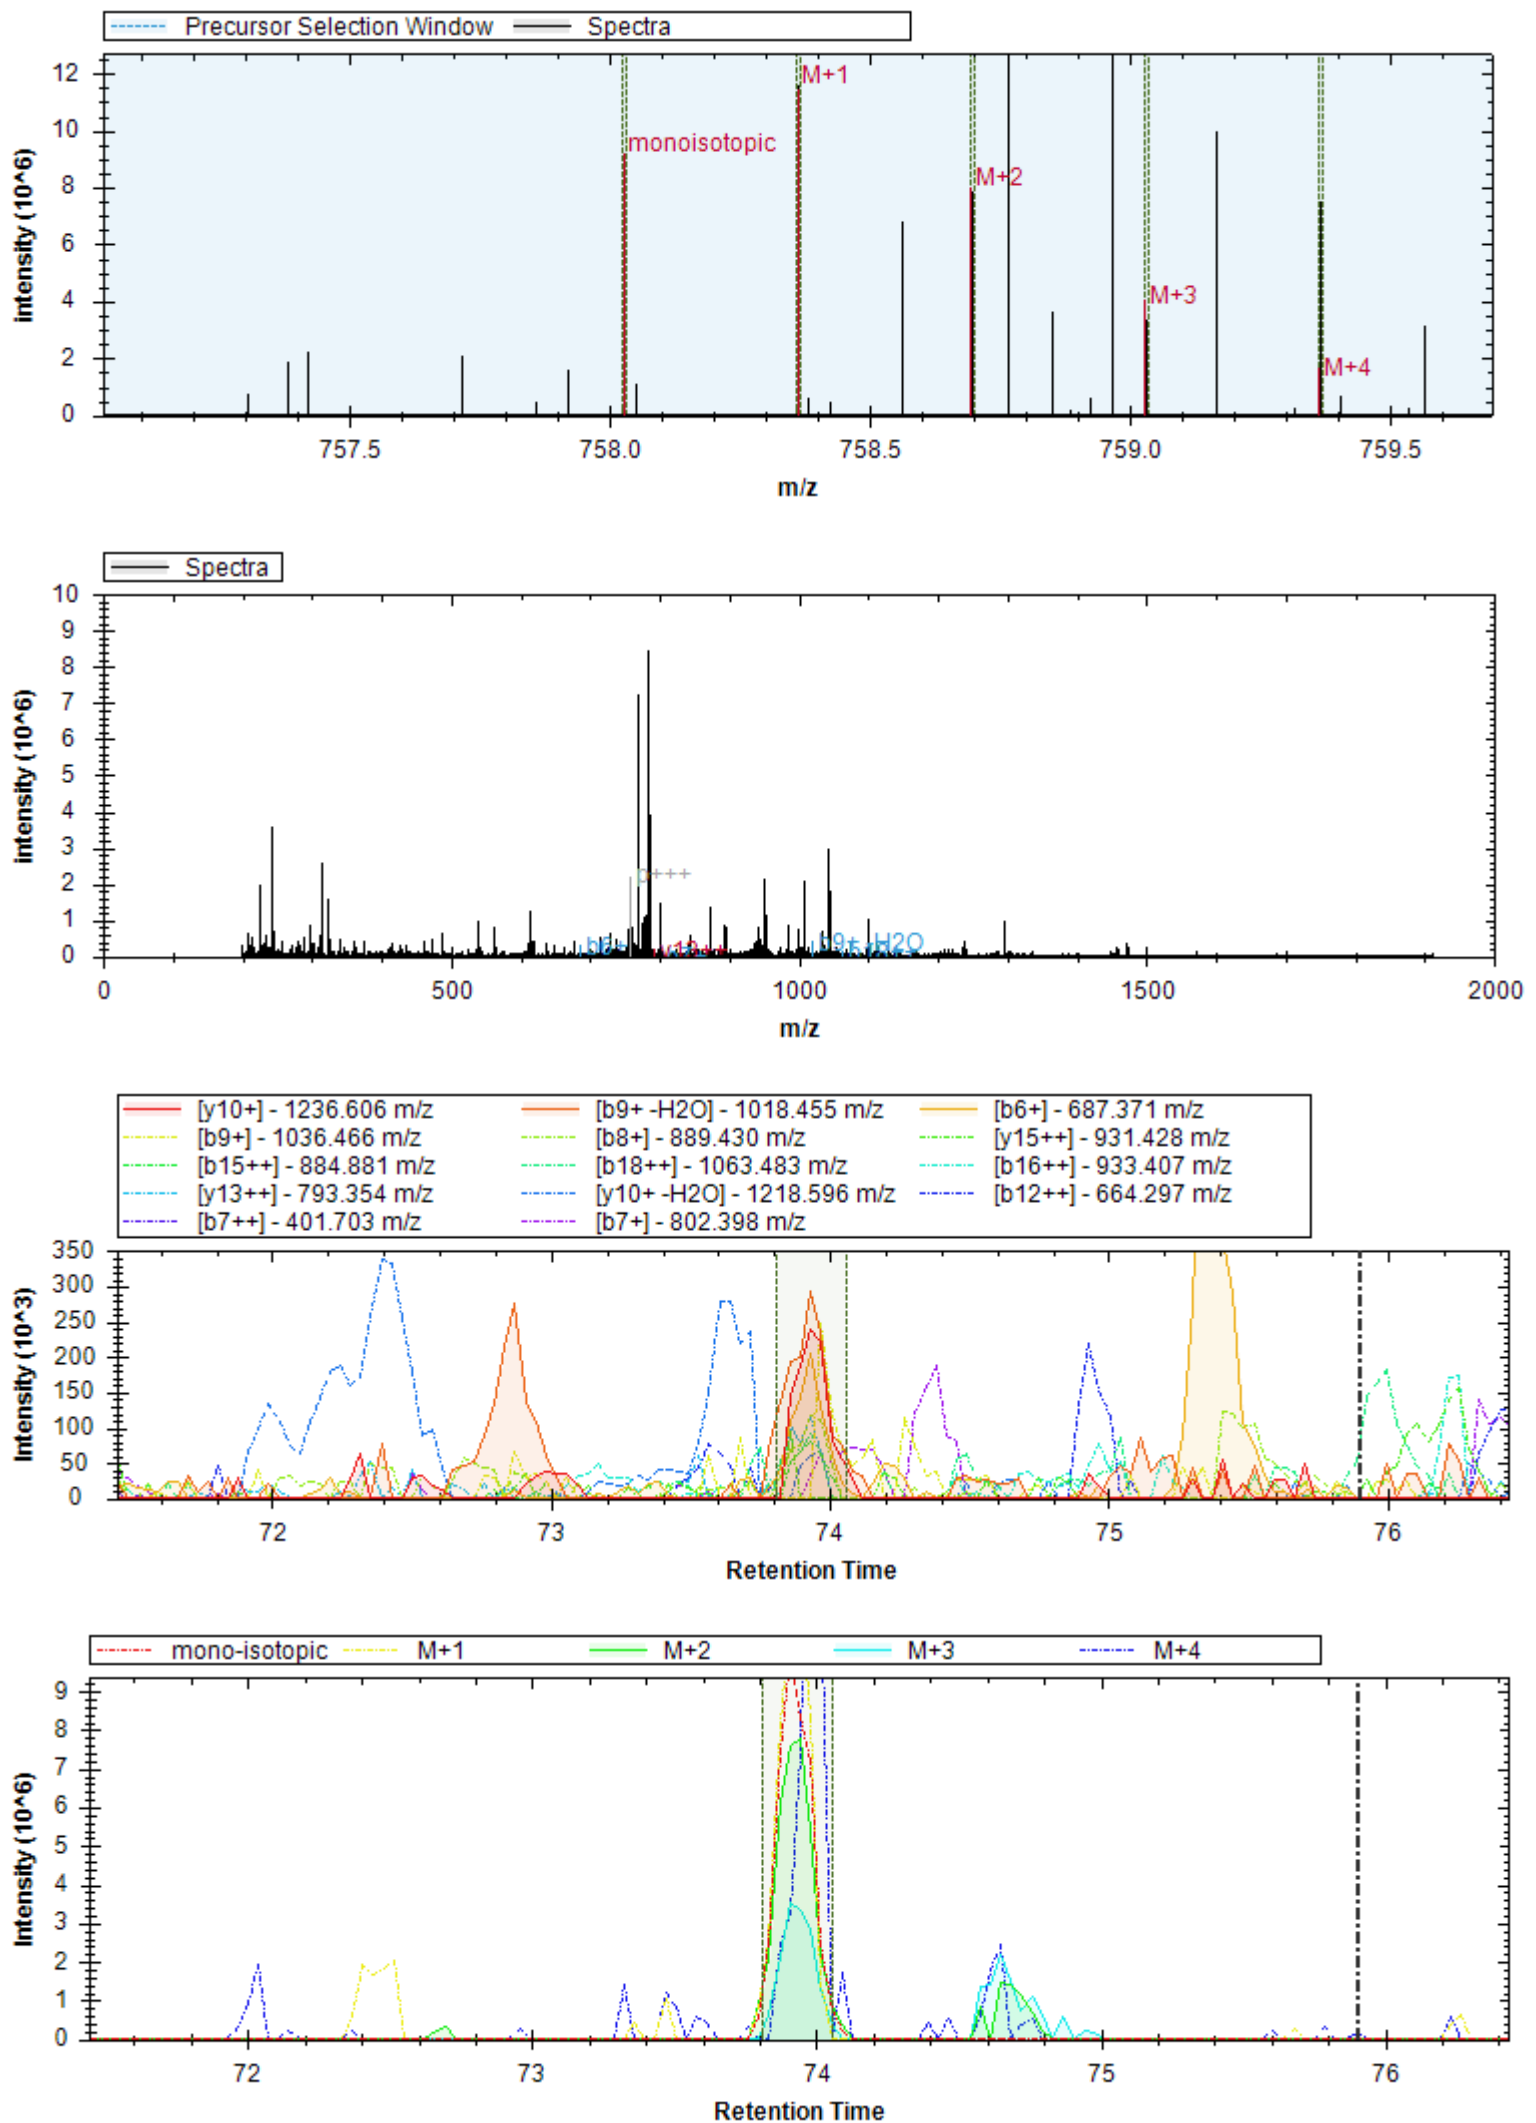 Precursor Selection Window Spectra
12
10
8
6
4
2
0
intensity (10^6)
monoisotopic
M+1
M+2
M+3
M+4
757.5 758.0 758.5 759.0 759.5
m/z
Spectra
10
9
8
7
6
5
4
3
2
1
0
intensity (10^6)
p+++
b6+
y12++
b9+ -H2O
0 500 1000 1500 2000
m/z
[y10+] - 1236.606 m/z [b9+ -H2O] - 1018.455 m/z [b6+] - 687.371 m/z
[b9+] - 1036.466 m/z [b8+] - 889.430 m/z [y15++] - 931.428 m/z
[b15++] - 884.881 m/z [b18++] - 1063.483 m/z [b16++] - 933.407 m/z
[y13++] - 793.354 m/z [y10+ -H2O] - 1218.596 m/z [b12++] - 664.297 m/z
[b7++] - 401.703 m/z [b7+] - 802.398 m/z
350
300
250
200
150
100
50
0
Intensity (10^3)
72 73 74 75 76
Retention Time
mono-isotopic M+1 M+2 M+3 M+4
9
8
7
6
5
4
3
2
1
0
Intensity (10^6)
72 73 74 75 76
Retention Time